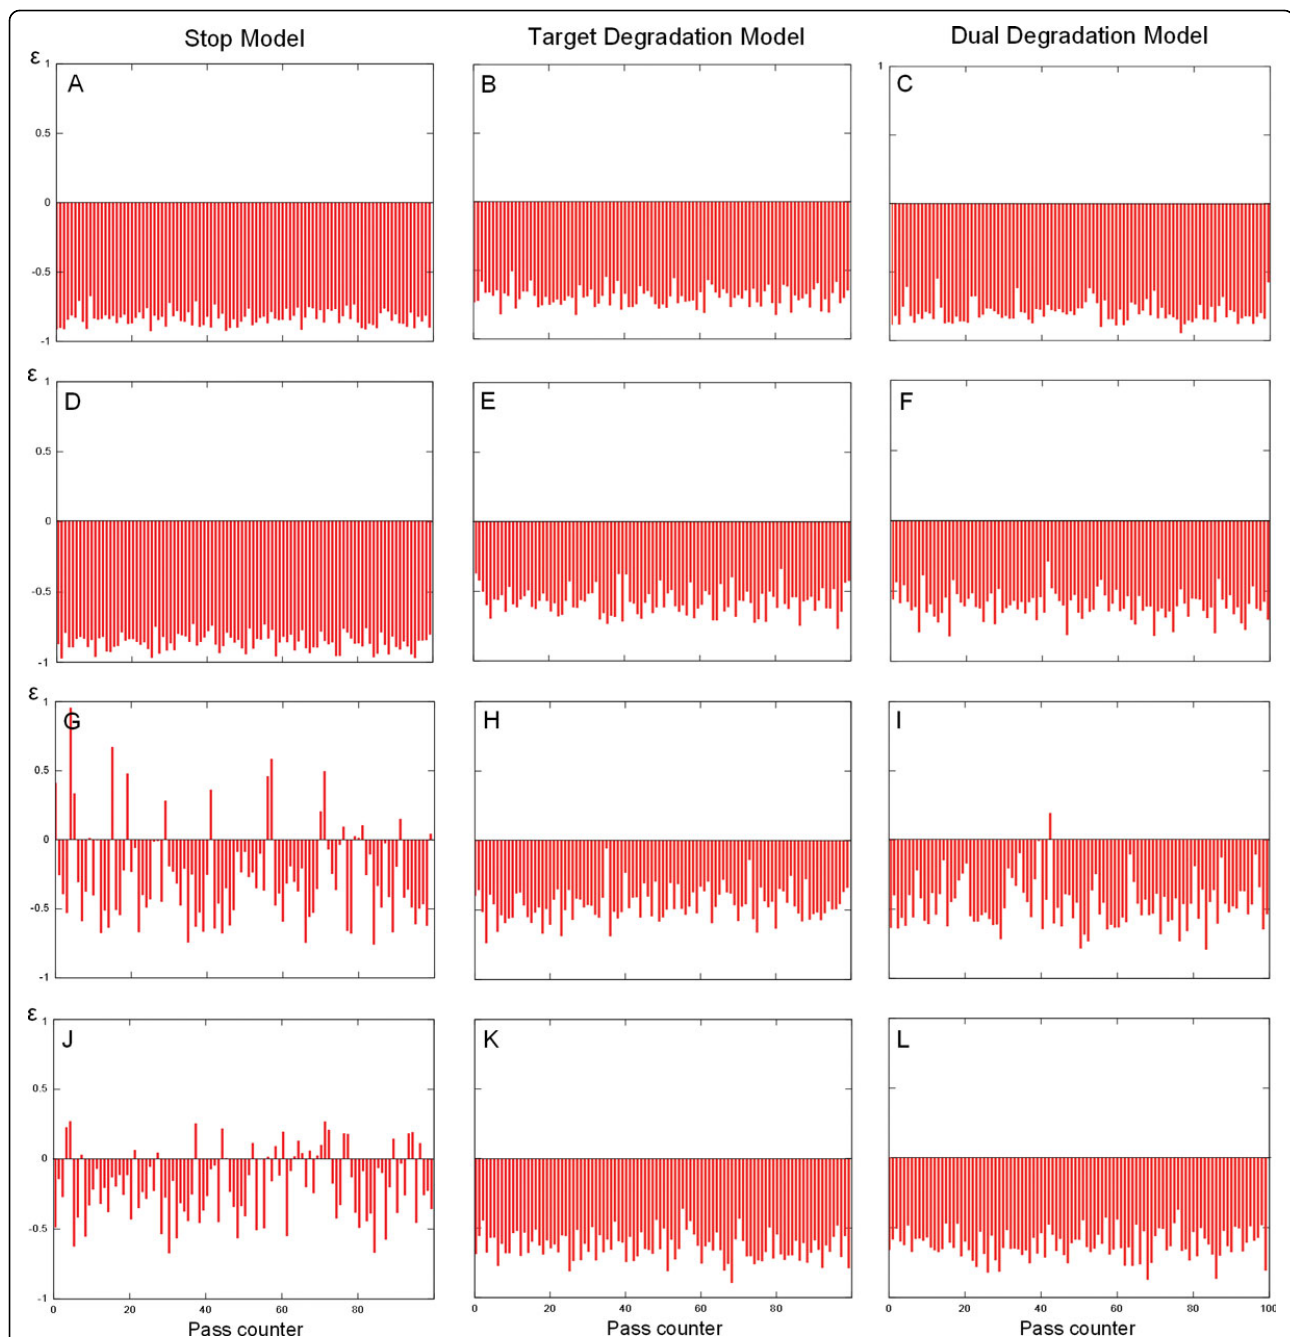 Stop Model Target Degradation Model Dual Degradation Model
ε 1 1
A B C
0.5
0
-0.5
-1
ε 1
D E F
0.5
0
-0.5
-1
ε 1
G H I
0.5
0
-0.5
-1
ε 1
J K L
0.5
0
-0.5
-1
0 20 40 60 80 0 20 40 60 80 0 20 40 60 80 100
Pass counter Pass counter Pass counter